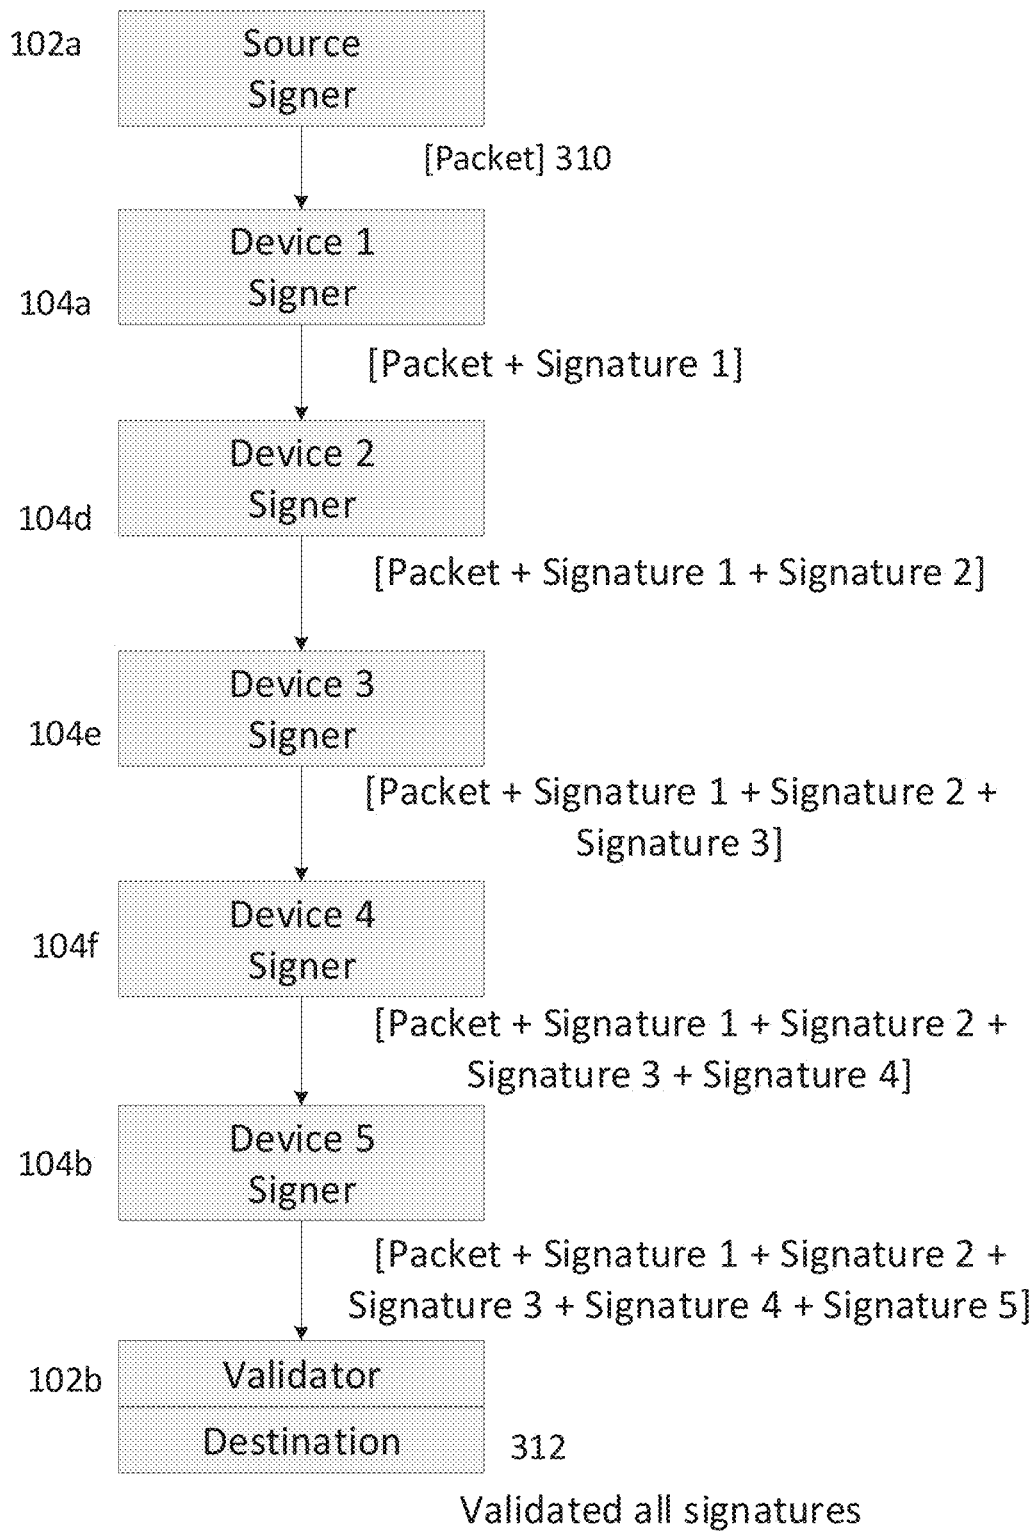 102a
Source
Signer
[Packet] 310
Device 1
Signer
104a
[Packet + Signature 1]
Device 2
Signer
104d
[Packet + Signature 1 + Signature 2]
Device 3
Signer
104e
[Packet + Signature 1 + Signature 2 +
Signature 3]
Device 4
Signer
104f
[Packet + Signature 1 + Signature 2 +
Signature 3 + Signature 4]
Device 5
Signer
104b
[Packet + Signature 1 + Signature 2 +
Signature 3 + Signature 4 + Signature 5]
Validator
102b
Destination
312
Validated all signatures